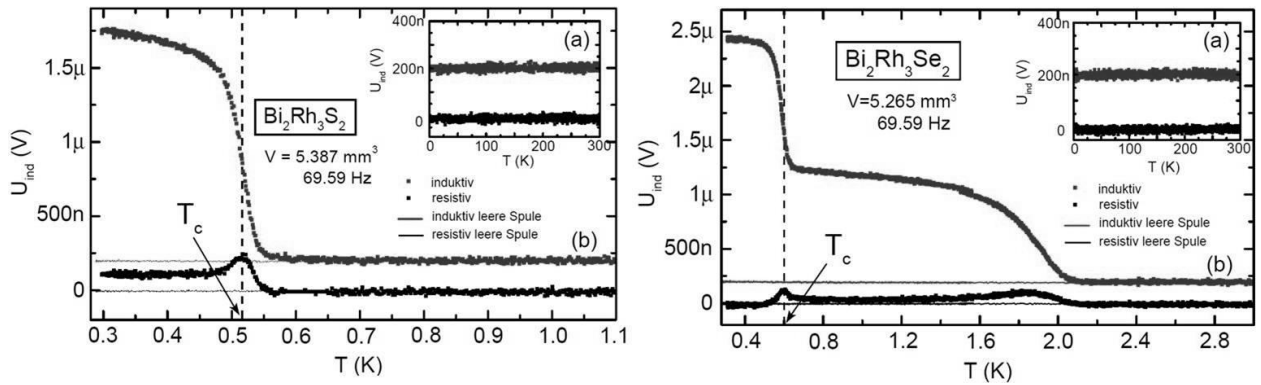 (a)
400n
200n
0
U_ind (V)
0 100 200 300
T (K)
1.5µ
1µ
500n
0
U_ind (V)
Bi₂Rh₃S₂
V = 5.387 mm³
69.59 Hz
induktiv
resistiv
induktiv leere Spule
resistiv leere Spule
T_c
(b)
0.3 0.4 0.5 0.6 0.7 0.8 0.9 1.0 1.1
T (K)
(a)
400n
200n
0
U_ind (V)
0 100 200 300
T (K)
2.5µ
2µ
1.5µ
1µ
500n
0
U_ind (V)
Bi₂Rh₃Se₂
V=5.265 mm³
69.59 Hz
induktiv
resistiv
induktiv leere Spule
resistiv leere Spule
T_c
(b)
0.4 0.8 1.2 1.6 2.0 2.4 2.8
T (K)